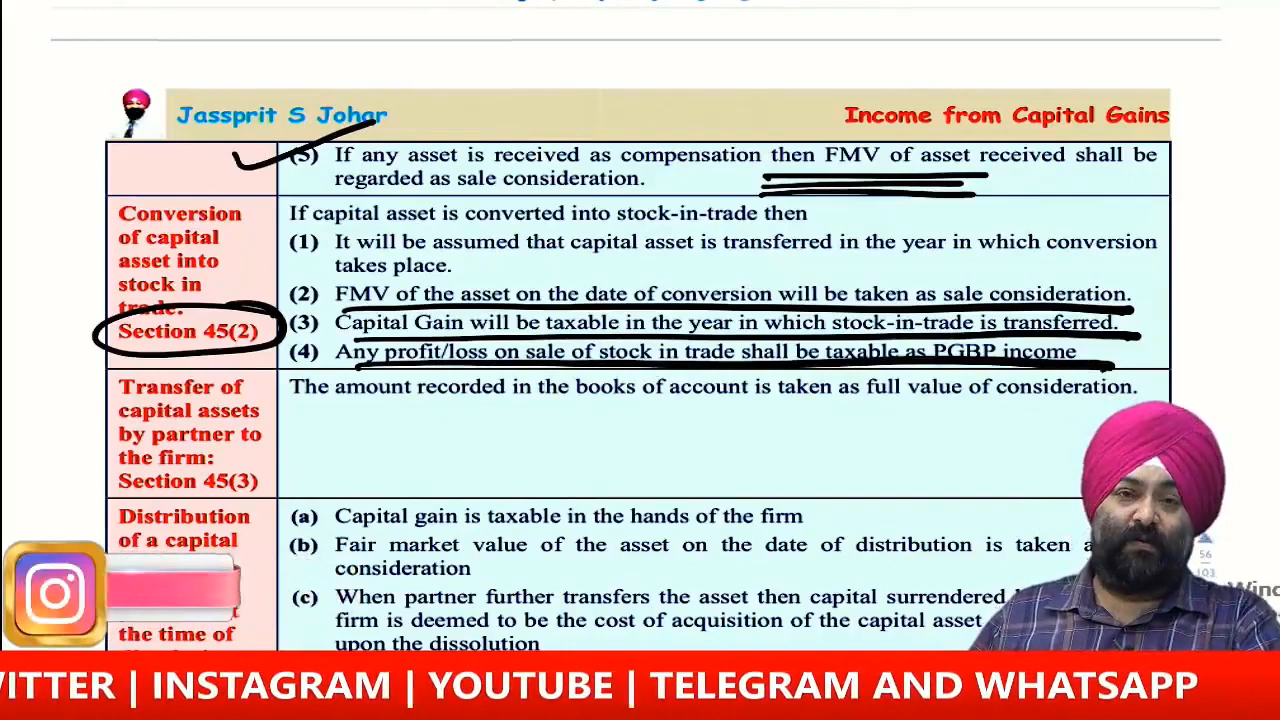 Jassprit S Johar
Income from Capital Gains
(5) If any asset is received as compensation then FMV of asset received shall be
regarded as sale consideration.
Conversion
of capital
asset into
stock in
trade:
Section 45(2)
If capital asset is converted into stock-in-trade then
(1) It will be assumed that capital asset is transferred in the year in which conversion
takes place.
(2) FMV of the asset on the date of conversion will be taken as sale consideration.
(3) Capital Gain will be taxable in the year in which stock-in-trade is transferred.
(4) Any profit/loss on sale of stock in trade shall be taxable as PGBP income
Transfer of
capital assets
by partner to
the firm:
Section 45(3)
The amount recorded in the books of account is taken as full value of consideration.
Distribution
of a capital
the time of
(a) Capital gain is taxable in the hands of the firm
(b) Fair market value of the asset on the date of distribution is taken
consideration
(c) When partner further transfers the asset then capital surrendered
firm is deemed to be the cost of acquisition of the capital asset
upon the dissolution
56
103
Wind
WITTER | INSTAGRAM | YOUTUBE | TELEGRAM AND WHATSAPP